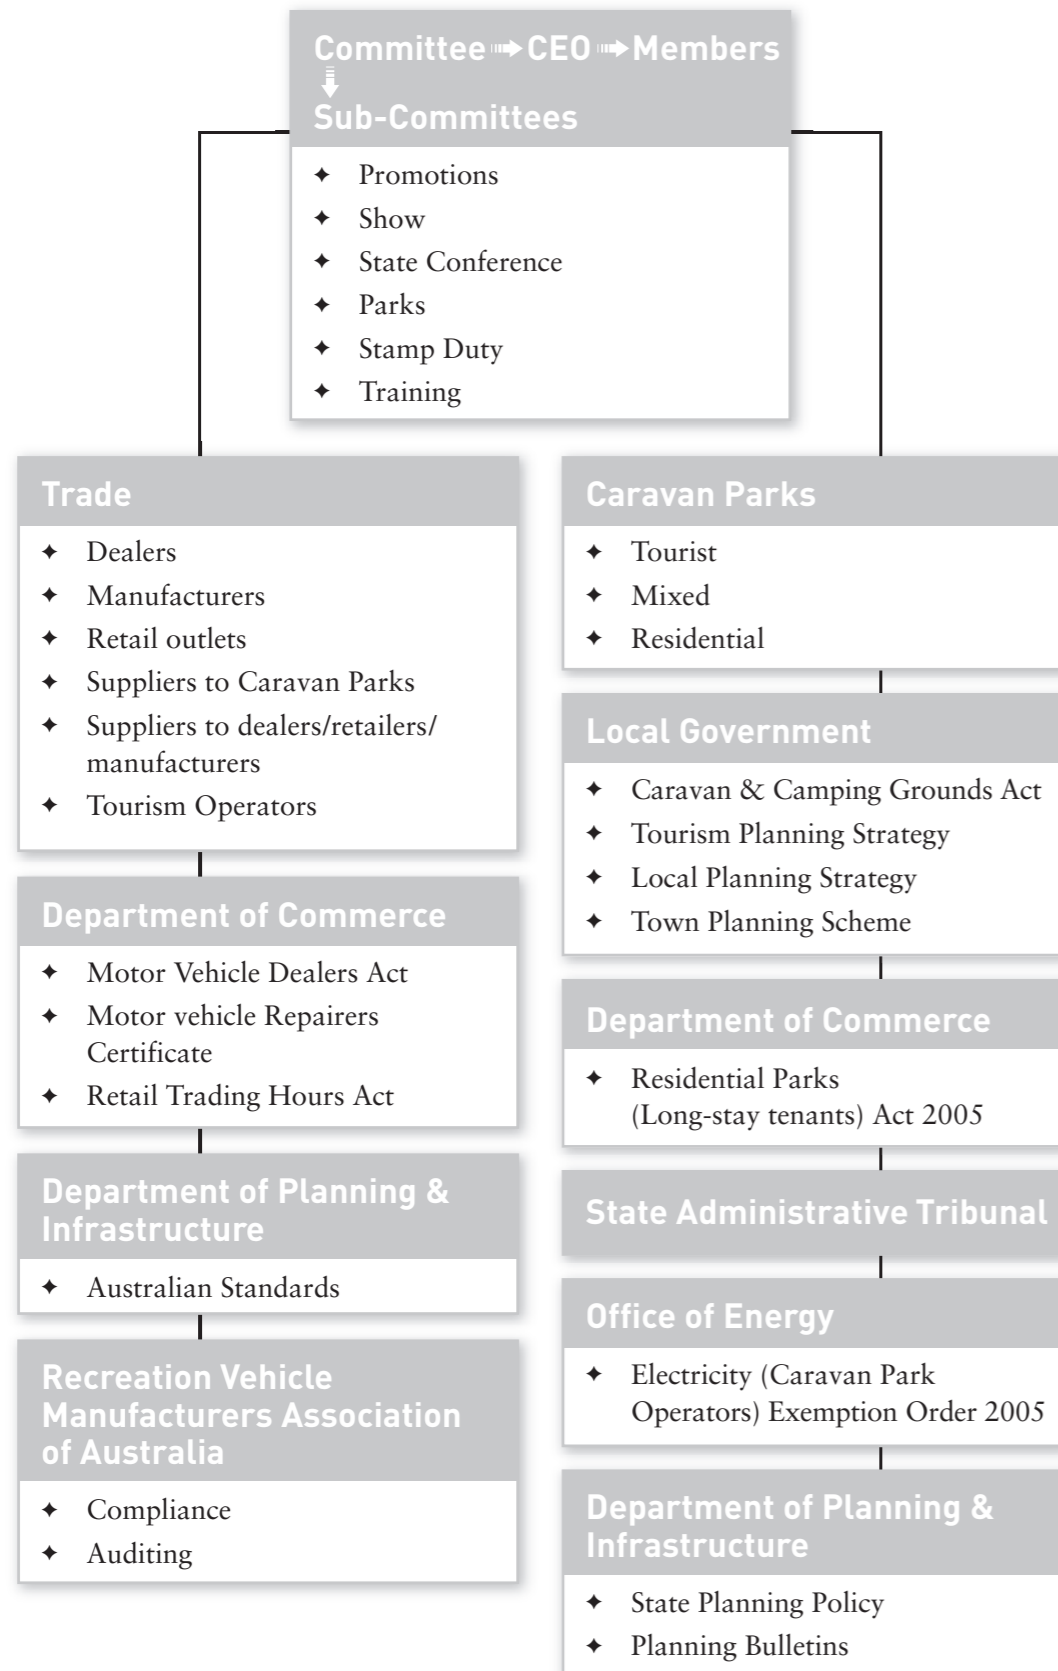 Committee CEO Members
Sub-Committees
Promotions
Show
State Conference
Parks
Stamp Duty
Training
Trade
Dealers
Manufacturers
Retail outlets
Suppliers to Caravan Parks
Suppliers to dealers/retailers/
manufacturers
Tourism Operators
Department of Commerce
Motor Vehicle Dealers Act
Motor vehicle Repairers
Certificate
Retail Trading Hours Act
Department of Planning &
Infrastructure
Australian Standards
Recreation Vehicle
Manufacturers Association
of Australia
Compliance
Auditing
Caravan Parks
Tourist
Mixed
Residential
Local Government
Caravan & Camping Grounds Act
Tourism Planning Strategy
Local Planning Strategy
Town Planning Scheme
Department of Commerce
Residential Parks
(Long-stay tenants) Act 2005
State Administrative Tribunal
Office of Energy
Electricity (Caravan Park
Operators) Exemption Order 2005
Department of Planning &
Infrastructure
State Planning Policy
Planning Bulletins